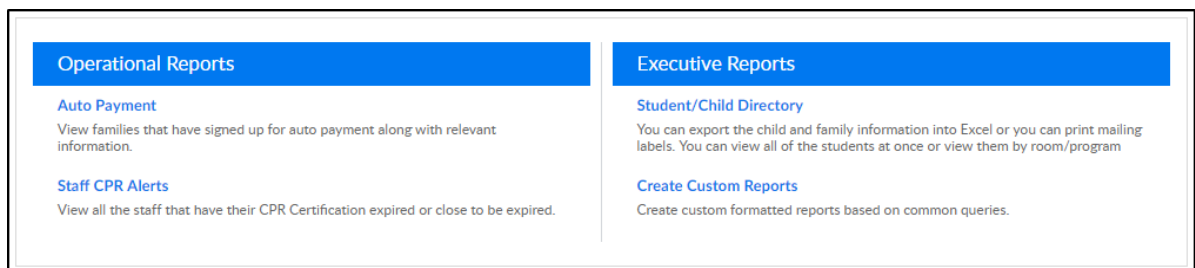 Operational Reports
Auto Payment
View families that have signed up for auto payment along with relevant
information.
Staff CPR Alerts
View all the staff that have their CPR Certification expired or close to be expired.
Executive Reports
Student/Child Directory
You can export the child and family information into Excel or you can print mailing
labels. You can view all of the students at once or view them by room/program
Create Custom Reports
Create custom formatted reports based on common queries.